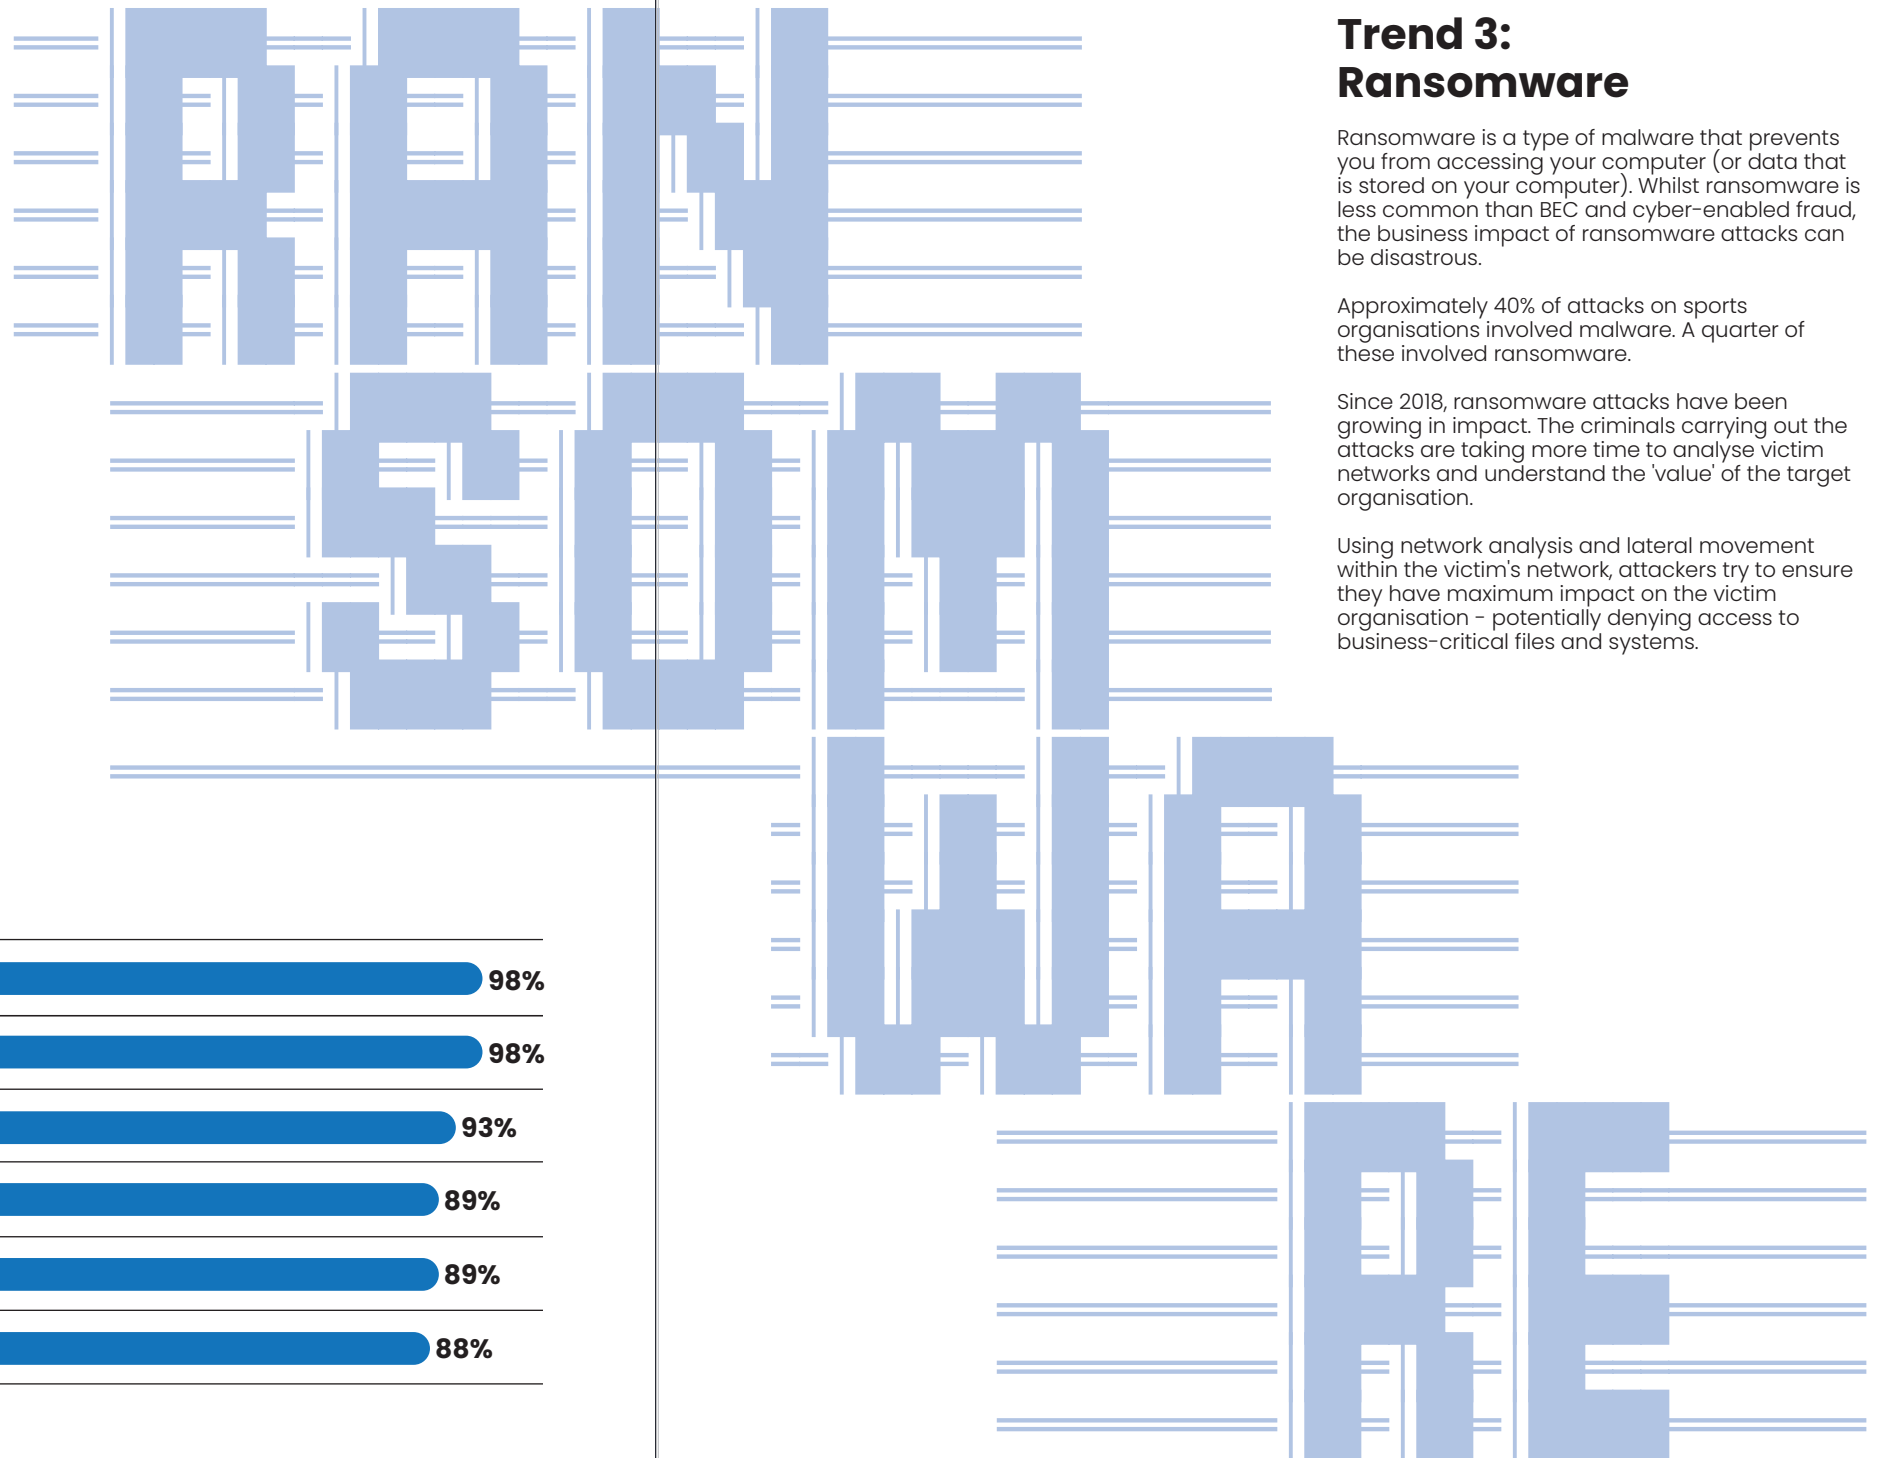 RAN
SOM
WA
RE
98%
98%
93%
89%
89%
88%
Trend 3:
Ransomware
Ransomware is a type of malware that prevents
you from accessing your computer (or data that
is stored on your computer). Whilst ransomware is
less common than BEC and cyber-enabled fraud,
the business impact of ransomware attacks can
be disastrous.
Approximately 40% of attacks on sports
organisations involved malware. A quarter of
these involved ransomware.
Since 2018, ransomware attacks have been
growing in impact. The criminals carrying out the
attacks are taking more time to analyse victim
networks and understand the 'value' of the target
organisation.
Using network analysis and lateral movement
within the victim's network, attackers try to ensure
they have maximum impact on the victim
organisation - potentially denying access to
business-critical files and systems.